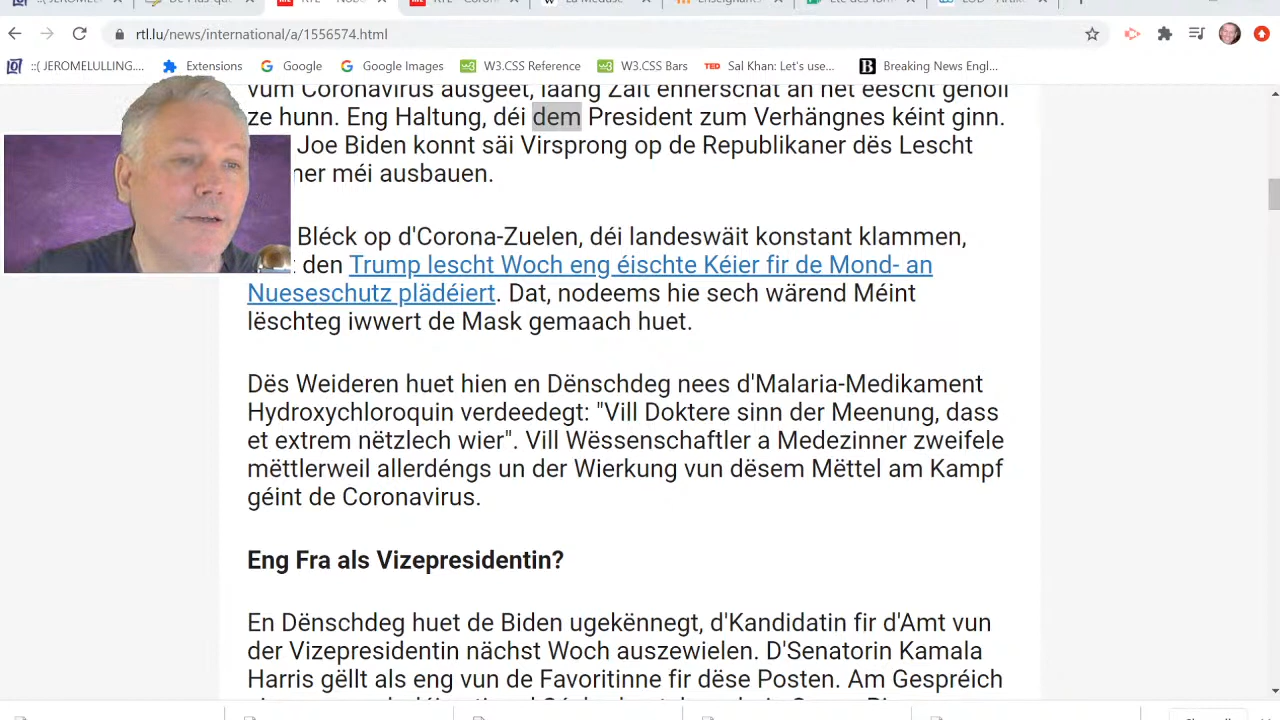 rtl.lu/news/international/a/1556574.html
::( JEROMELULLING.... Extensions Google Google Images W3.CSS Reference W3.CSS Bars TED Sal Khan: Let's use... B Breaking News Engl...
vum Coronavirus ausgeet, laang Zäit ënnerschat an net eescht geholl
ze hunn. Eng Haltung, déi dem President zum Verhängnes kéint ginn.
Joe Biden konnt säi Virsprong op de Republikaner dës Lescht
méi ausbauen.
Bléck op d'Corona-Zuelen, déi landeswäit konstant klammen,
den Trump lescht Woch eng éischte Kéier fir de Mond- an
Nueseschutz plädéiert. Dat, nodeems hie sech wärend Méint
lëschteg iwwert de Mask gemaach huet.
Dës Weideren huet hien en Dënschdeg nees d'Malaria-Medikament
Hydroxychloroquin verdeedegt: "Vill Doktere sinn der Meenung, dass
et extrem nëtzlech wier". Vill Wëssenschaftler a Medezinner zweifele
mëttlerweil allerdéngs un der Wierkung vun dësem Mëttel am Kampf
géint de Coronavirus.
Eng Fra als Vizepresidentin?
En Dënschdeg huet de Biden ugekënnegt, d'Kandidatin fir d'Amt vun
der Vizepresidentin nächst Woch auszewielen. D'Senatorin Kamala
Harris gëllt als eng vun de Favoritinne fir dëse Posten. Am Gespréich